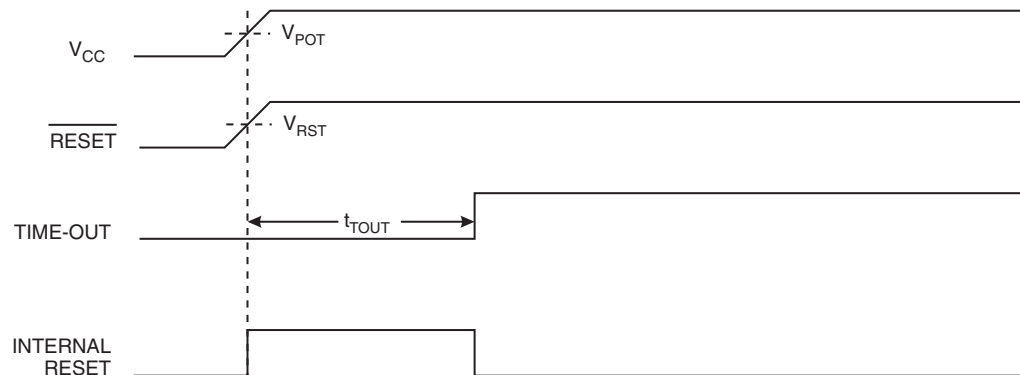 VCC
VPOT
RESET
VRST
TIME-OUT
tTOUT
INTERNAL
RESET